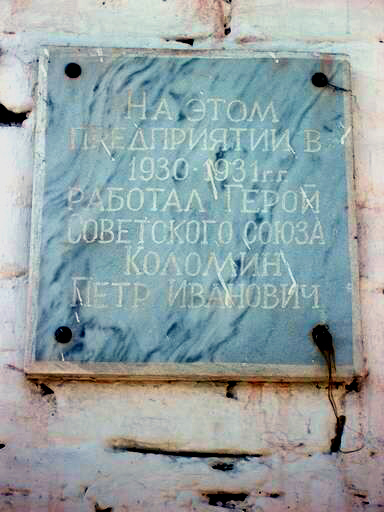 На этом
предприятии в
1930-1931гг
работал Герой
Советского союза
Коломин
Петр Иванович